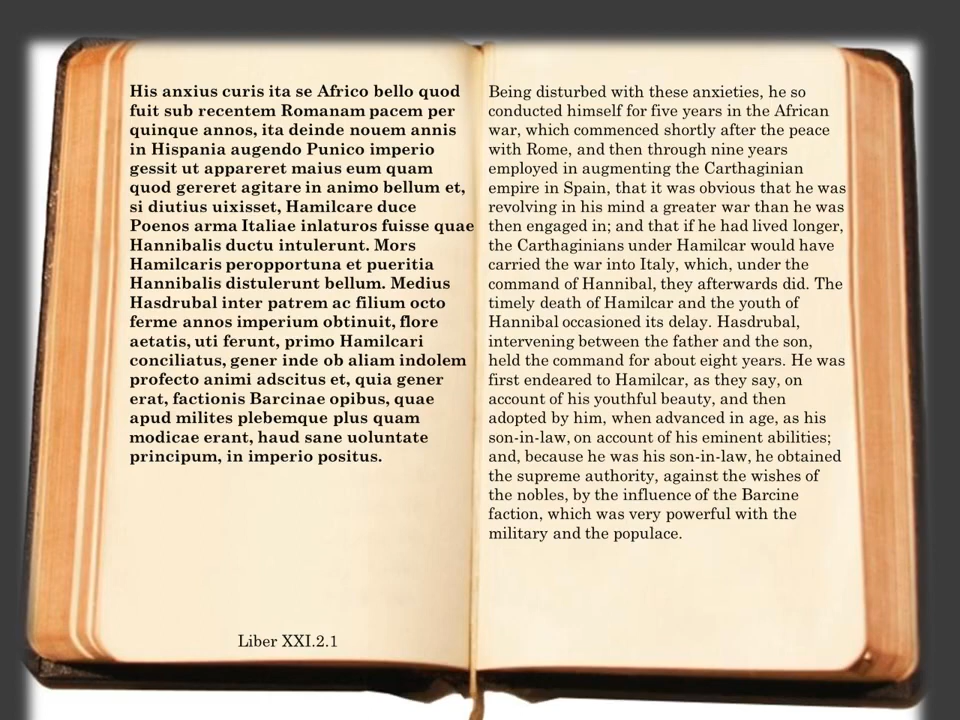 His anxius curis ita se Africo bello quod
fuit sub recentem Romanam pacem per
quinque annos, ita deinde nouem annis
in Hispania augendo Punico imperio
gessit ut appareret maius eum quam
quod gereret agitare in animo bellum et,
si diutius uixisset, Hamilcare duce
Poenos arma Italiae inlaturos fuisse quae
Hannibalis ductu intulerunt. Mors
Hamilcaris peropportuna et pueritia
Hannibalis distulerunt bellum. Medius
Hasdrubal inter patrem ac filium octo
ferme annos imperium obtinuit, flore
aetatis, uti ferunt, primo Hamilcari
conciliatus, gener inde ob aliam indolem
profecto animi adscitus et, quia gener
erat, factionis Barcinae opibus, quae
apud milites plebemque plus quam
modicae erant, haud sane uoluntate
principum, in imperio positus.
Liber XXI.2.1
Being disturbed with these anxieties, he so
conducted himself for five years in the African
war, which commenced shortly after the peace
with Rome, and then through nine years
employed in augmenting the Carthaginian
empire in Spain, that it was obvious that he was
revolving in his mind a greater war than he was
then engaged in; and that if he had lived longer,
the Carthaginians under Hamilcar would have
carried the war into Italy, which, under the
command of Hannibal, they afterwards did. The
timely death of Hamilcar and the youth of
Hannibal occasioned its delay. Hasdrubal,
intervening between the father and the son,
held the command for about eight years. He was
first endeared to Hamilcar, as they say, on
account of his youthful beauty, and then
adopted by him, when advanced in age, as his
son-in-law, on account of his eminent abilities;
and, because he was his son-in-law, he obtained
the supreme authority, against the wishes of
the nobles, by the influence of the Barcine
faction, which was very powerful with the
military and the populace.